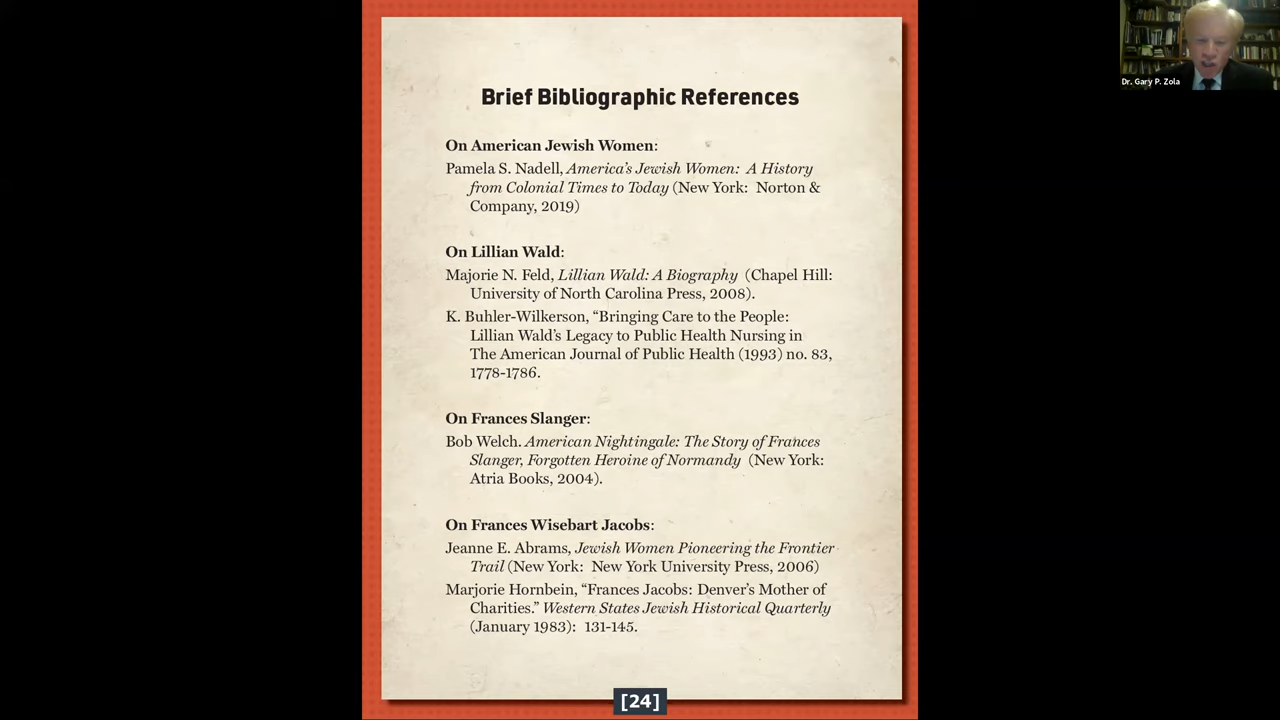 Brief Bibliographic References
On American Jewish Women:
Pamela S. Nadell, America's Jewish Women: A History
from Colonial Times to Today (New York: Norton &
Company, 2019)
On Lillian Wald:
Majorie N. Feld, Lillian Wald: A Biography (Chapel Hill:
University of North Carolina Press, 2008).
K. Buhler-Wilkerson, “Bringing Care to the People:
Lillian Wald’s Legacy to Public Health Nursing in
The American Journal of Public Health (1993) no. 83,
1778-1786.
On Frances Slanger:
Bob Welch. American Nightingale: The Story of Frances
Slanger, Forgotten Heroine of Normandy (New York:
Atria Books, 2004).
On Frances Wisebart Jacobs:
Jeanne E. Abrams, Jewish Women Pioneering the Frontier
Trail (New York: New York University Press, 2006)
Marjorie Hornbein, “Frances Jacobs: Denver’s Mother of
Charities.” Western States Jewish Historical Quarterly
(January 1983): 131-145.
[24]
Dr. Gary P. Zola